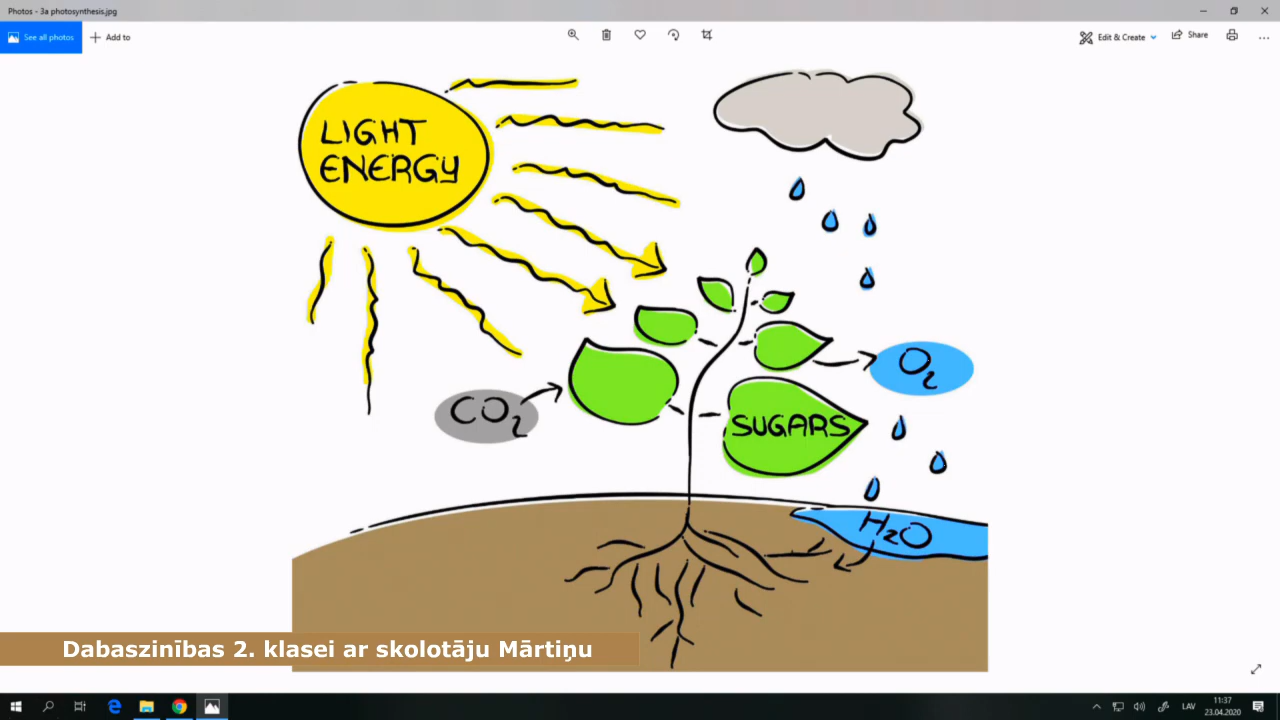 Photos - 3a photosynthesis.jpg
See all photos
Add to
Edit & Create
Share
LIGHT
ENERGY
CO2
O2
SUGARS
H2O
Dabaszinības 2. klasei ar skolotāju Mārtiņu
LAV
11:37
23.04.2020